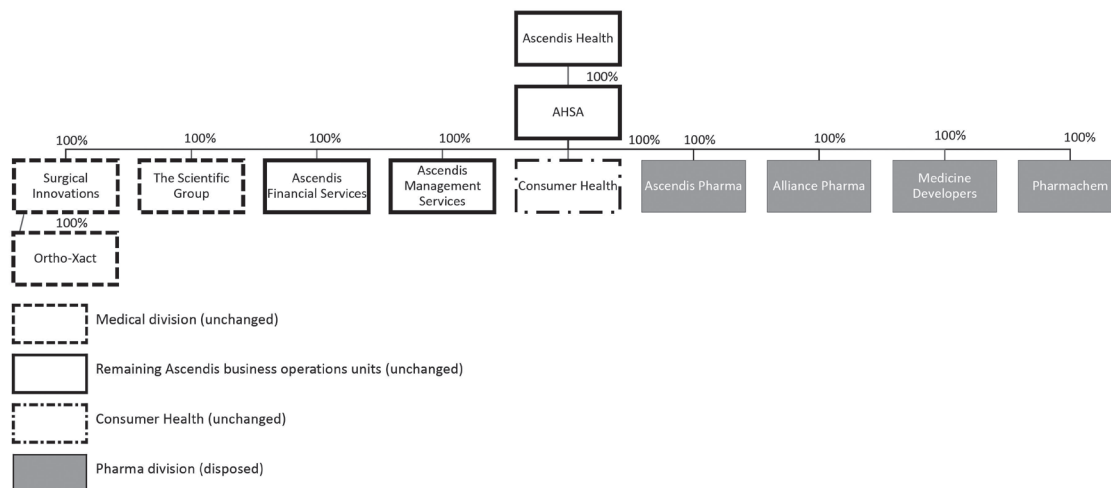 Ascendis Health
100%
AHSA
100%
100%
100%
100%
100%
100%
100%
100%
100%
Surgical
Innovations
The Scientific
Group
Ascendis
Financial Services
Ascendis
Management
Services
Consumer Health
Ascendis Pharma
Alliance Pharma
Medicine
Developers
Pharmachem
100%
Ortho-Xact
Medical division (unchanged)
Remaining Ascendis business operations units (unchanged)
Consumer Health (unchanged)
Pharma division (disposed)